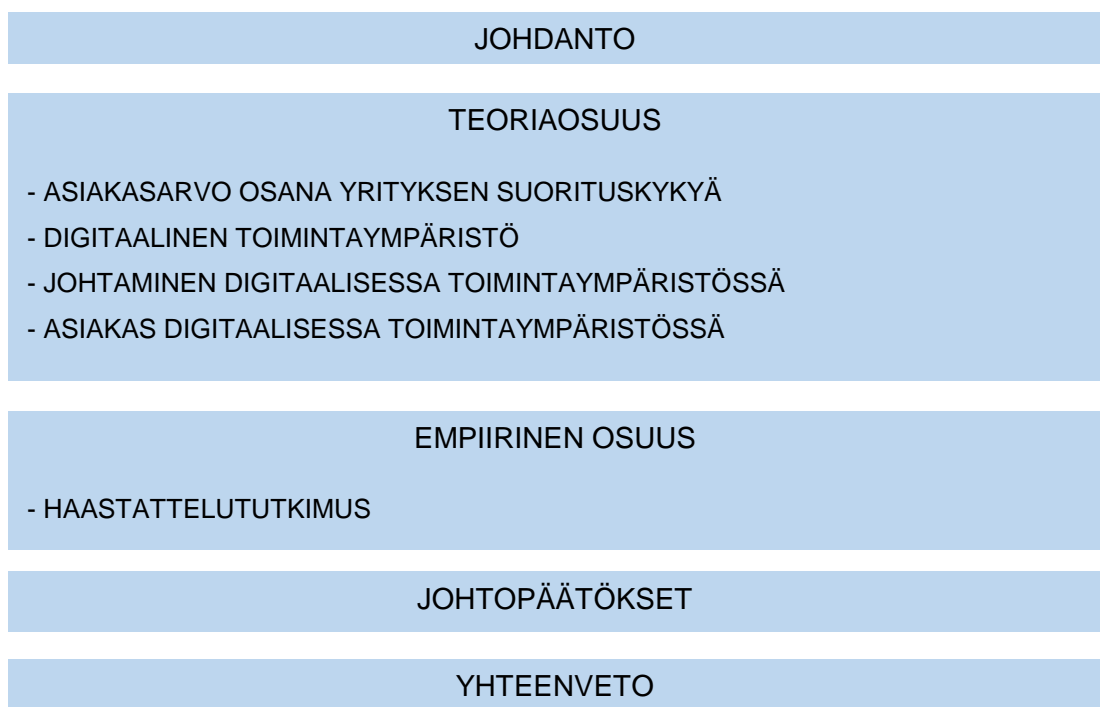 JOHDANTO
TEORIAOSUUS
- ASIAKASARVO OSANA YRITYKSEN SUORITUSKYKYÄ
- DIGITAALINEN TOIMINTAYMPÄRISTÖ
- JOHTAMINEN DIGITAALISESSA TOIMINTAYMPÄRISTÖSSÄ
- ASIAKAS DIGITAALISESSA TOIMINTAYMPÄRISTÖSSÄ
EMPIIRINEN OSUUS
- HAASTATTELUTUTKIMUS
JOHTOPÄÄTÖKSET
YHTEENVETO